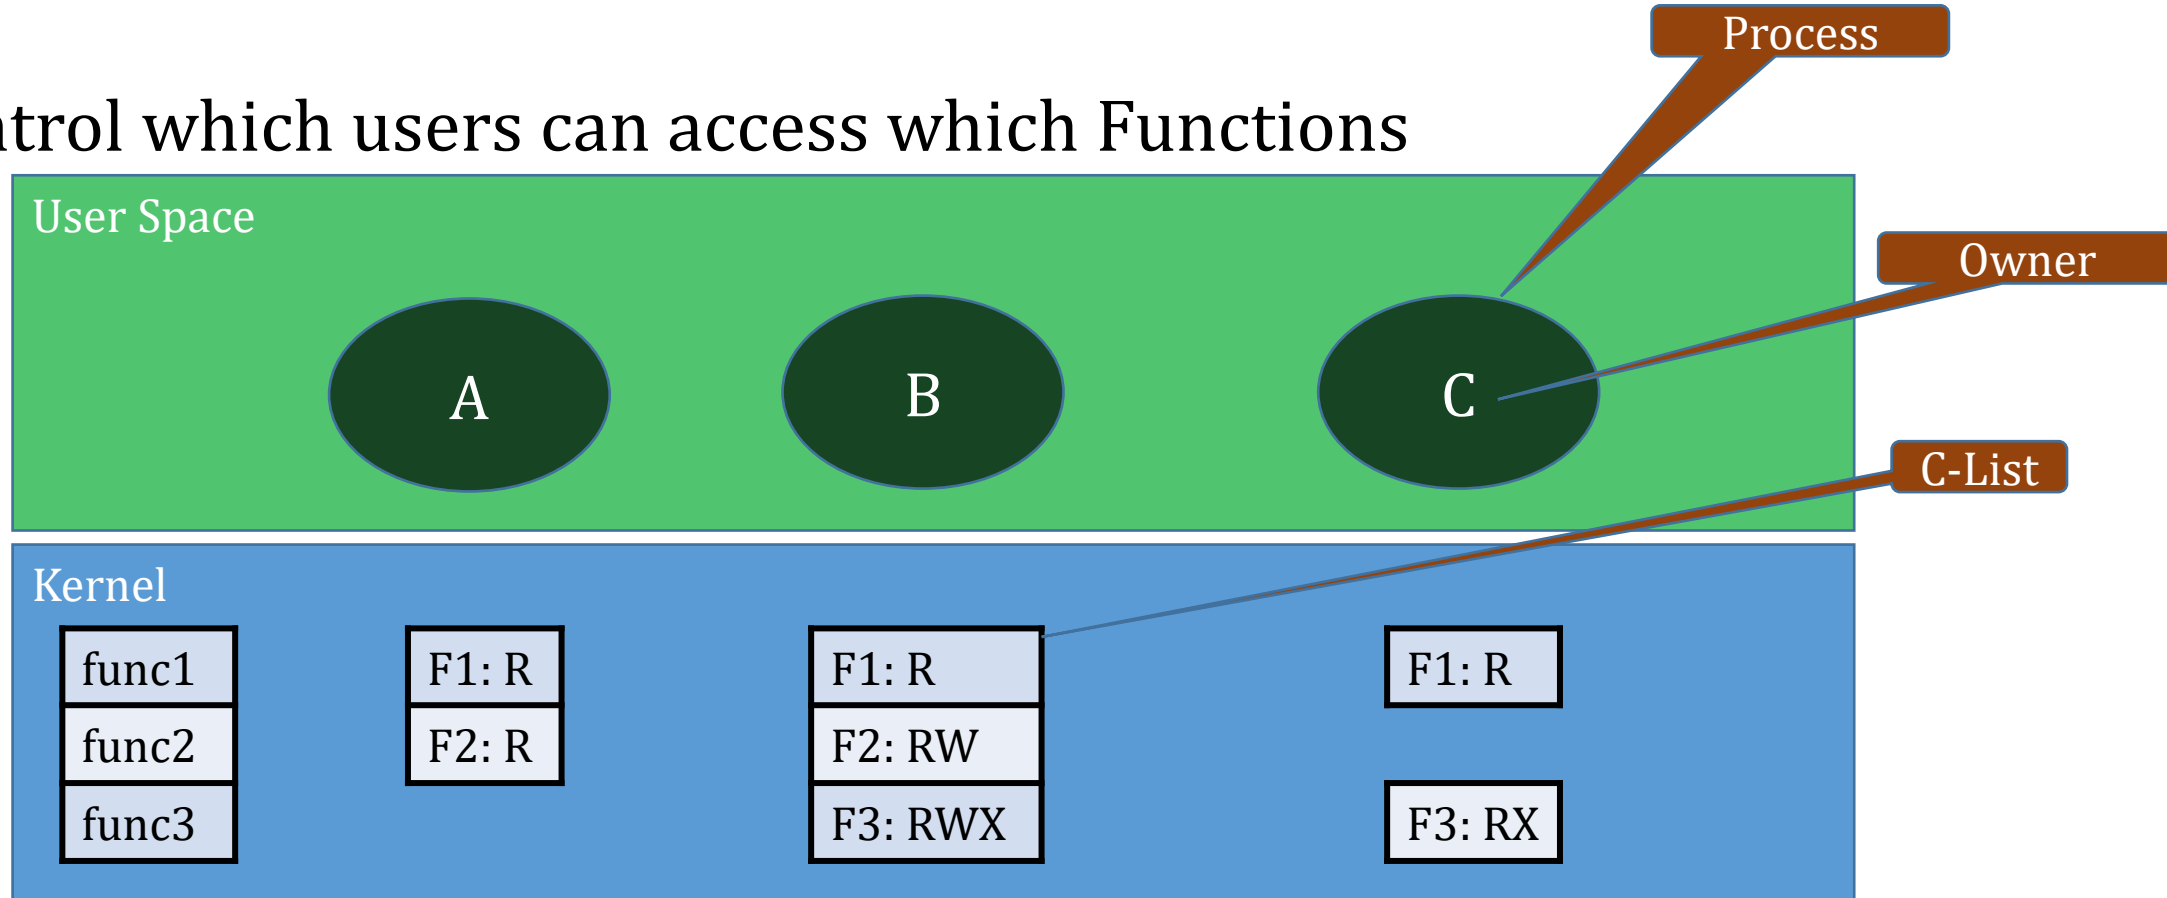 Process
ntrol which users can access which Functions
User Space
Owner
A
B
C
C-List
Kernel
func1
F1: R
F1: R
F1: R
func2
F2: R
F2: RW
func3
F3: RWX
F3: RX